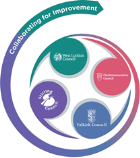 Collaborating for Improvement
West Lothian
Council
Clackmannanshire
Council
Falkirk Council